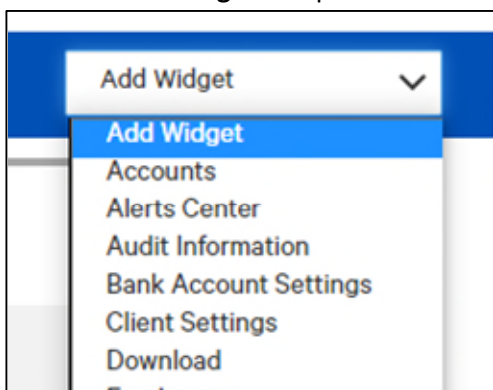 Add Widget
Add Widget
Accounts
Alerts Center
Audit Information
Bank Account Settings
Client Settings
Download